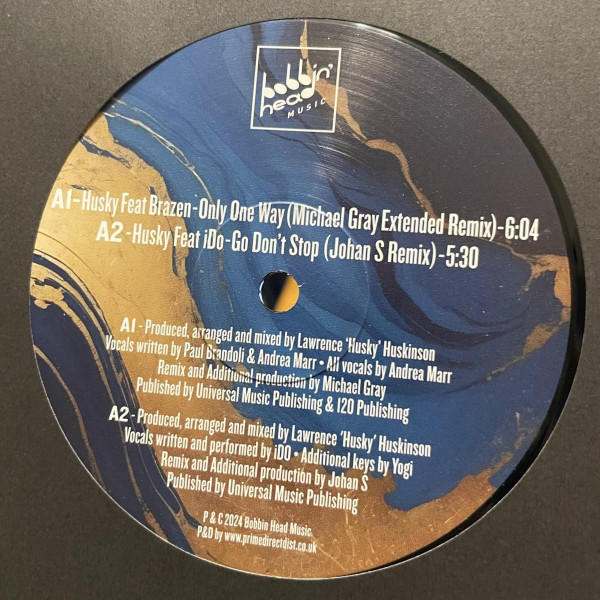 bobbin'
head
MUSIC
A1-Husky Feat Brazen-Only One Way (Michael Gray Extended Remix)-6:04
A2-Husky Feat iDo-Go Don't Stop (Johan S Remix)-5:30
A1 - Produced, arranged and mixed by Lawrence 'Husky' Huskinson
Vocals written by Paul Brandoli & Andrea Marr • All vocals by Andrea Marr
Remix and Additional production by Michael Gray
Published by Universal Music Publishing & I2O Publishing
A2 - Produced, arranged and mixed by Lawrence 'Husky' Huskinson
Vocals written and performed by iDO • Additional keys by Yogi
Remix and Additional production by Johan S
Published by Universal Music Publishing
P & C 2024 Bobbin Head Music
P&D by www.primedirectdist.co.uk